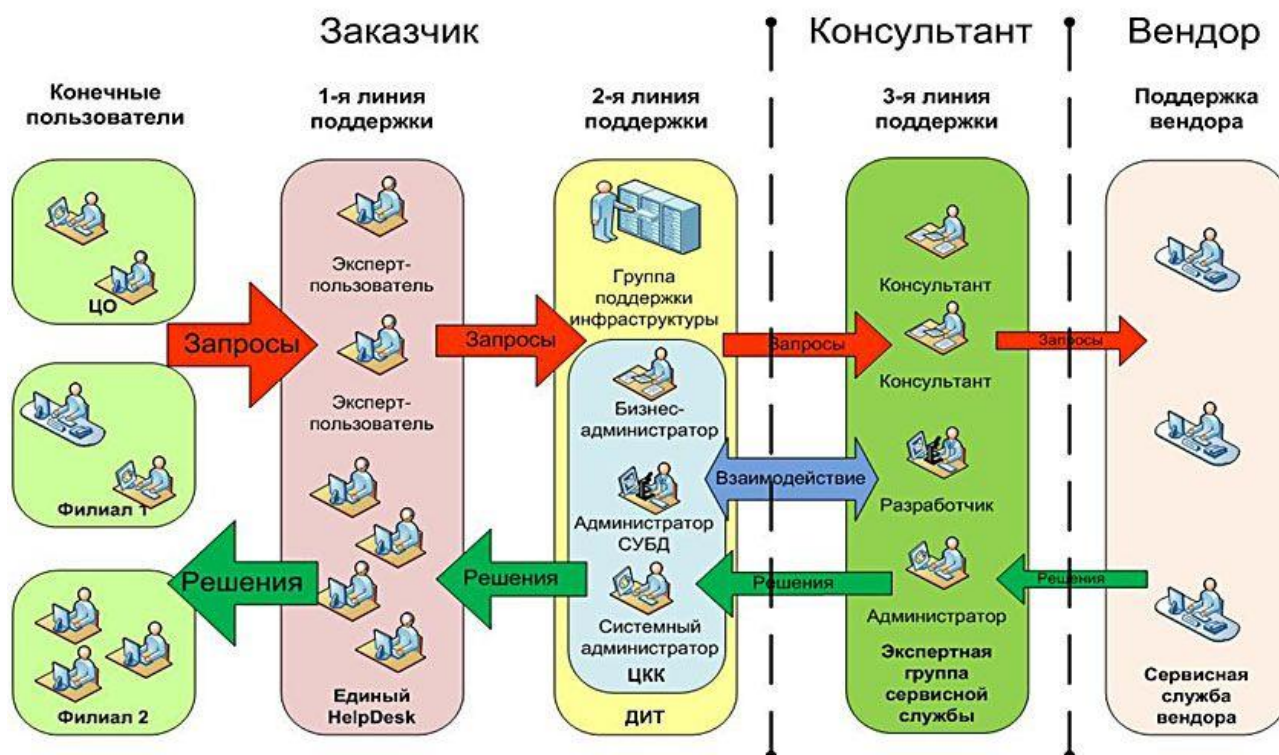 Заказчик
Консультант
Вендор
Конечные
пользователи
1-я линия
поддержки
2-я линия
поддержки
3-я линия
поддержки
Поддержка
вендора
ЦО
Филиал 1
Филиал 2
Запросы
Решения
Эксперт-
пользователь
Эксперт-
пользователь
Единый
HelpDesk
Запросы
Решения
Группа
поддержки
инфраструктуры
Бизнес-
администратор
Администратор
СУБД
Системный
администратор
ЦКК
ДИТ
Запросы
Взаимодействие
Решения
Консультант
Консультант
Разработчик
Администратор
Экспертная
группа
сервисной
службы
Запросы
Решения
Сервисная
служба
вендора